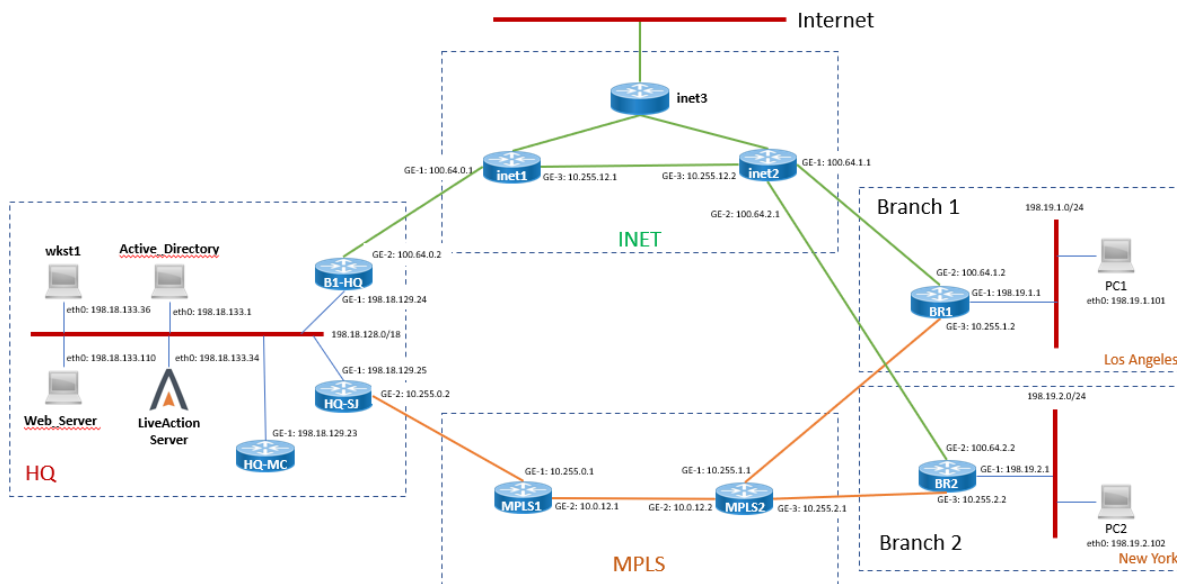 Internet
inet3
GE-1: 100.64.0.1
inet1
GE-3: 10.255.12.1
GE-3: 10.255.12.2
inet2
GE-1: 100.64.1.1
GE-2: 100.64.2.1
INET
Branch 1
198.19.1.0/24
GE-2: 100.64.1.2
BR1
GE-1: 198.19.1.1
GE-3: 10.255.1.2
PC1
eth0: 198.19.1.101
Los Angeles
wkst1
Active_Directory
eth0: 198.18.133.36
eth0: 198.18.133.1
GE-2: 100.64.0.2
B1-HQ
GE-1: 198.18.129.24
198.18.128.0/18
eth0: 198.18.133.110
eth0: 198.18.133.34
GE-1: 198.18.129.25
HQ-SJ
GE-2: 10.255.0.2
Web_Server
LiveAction
Server
GE-1: 198.18.129.23
HQ-MC
HQ
GE-1: 10.255.0.1
MPLS1
GE-2: 10.0.12.1
GE-1: 10.255.1.1
GE-2: 10.0.12.2
MPLS2
GE-3: 10.255.2.1
MPLS
198.19.2.0/24
GE-2: 100.64.2.2
BR2
GE-1: 198.19.2.1
GE-3: 10.255.2.2
Branch 2
PC2
eth0: 198.19.2.102
New York